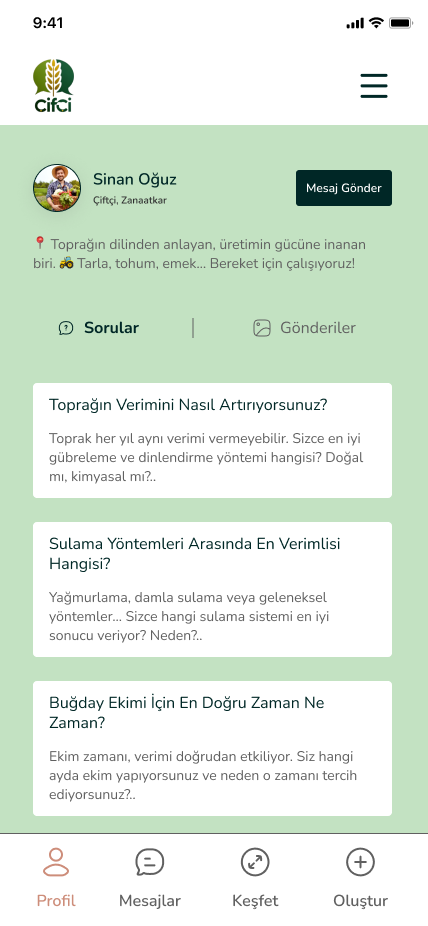 9:41
Cifci
Sinan Oğuz
Çiftçi, Zanaatkar
Mesaj Gönder
📍 Toprağın dilinden anlayan, üretimin gücüne inanan
biri. 🚜 Tarla, tohum, emek... Bereket için çalışıyoruz!
Sorular
Gönderiler
Toprağın Verimini Nasıl Artırıyorsunuz?
Toprak her yıl aynı verimi vermeyebilir. Sizce en iyi
gübreleme ve dinlendirme yöntemi hangisi? Doğal
mı, kimyasal mı?..
Sulama Yöntemleri Arasında En Verimlisi
Hangisi?
Yağmurlama, damla sulama veya geleneksel
yöntemler... Sizce hangi sulama sistemi en iyi
sonucu veriyor? Neden?..
Buğday Ekimi İçin En Doğru Zaman Ne
Zaman?
Ekim zamanı, verimi doğrudan etkiliyor. Siz hangi
ayda ekim yapıyorsunuz ve neden o zamanı tercih
ediyorsunuz?..
Profil
Mesajlar
Keşfet
Oluştur